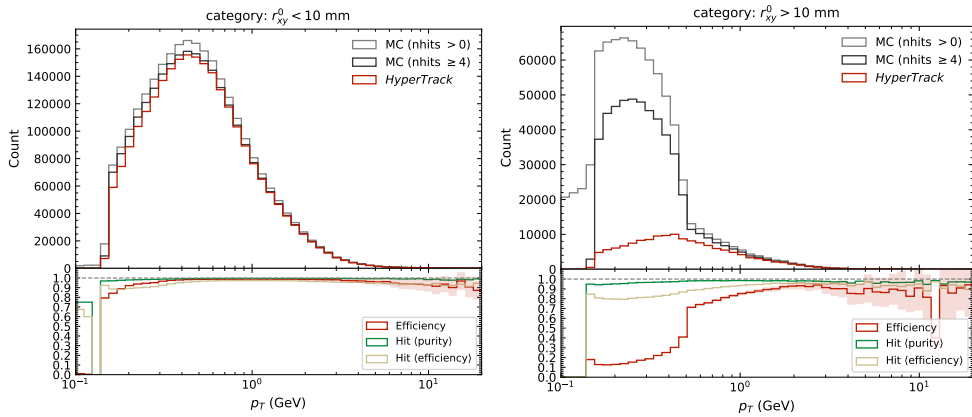 category: r⁰xy < 10 mm
160000
140000
120000
100000
80000
60000
40000
20000
0
Count
MC (nhits > 0)
MC (nhits ≥ 4)
HyperTrack
1.0
0.9
0.8
0.7
0.6
0.5
0.4
0.3
0.2
0.1
0.0
Efficiency
Hit ⟨purity⟩
Hit ⟨efficiency⟩
10⁻¹
10⁰
10¹
pT (GeV)
category: r⁰xy > 10 mm
60000
50000
40000
30000
20000
10000
0
Count
MC (nhits > 0)
MC (nhits ≥ 4)
HyperTrack
1.0
0.9
0.8
0.7
0.6
0.5
0.4
0.3
0.2
0.1
0.0
Efficiency
Hit ⟨purity⟩
Hit ⟨efficiency⟩
10⁻¹
10⁰
10¹
pT (GeV)